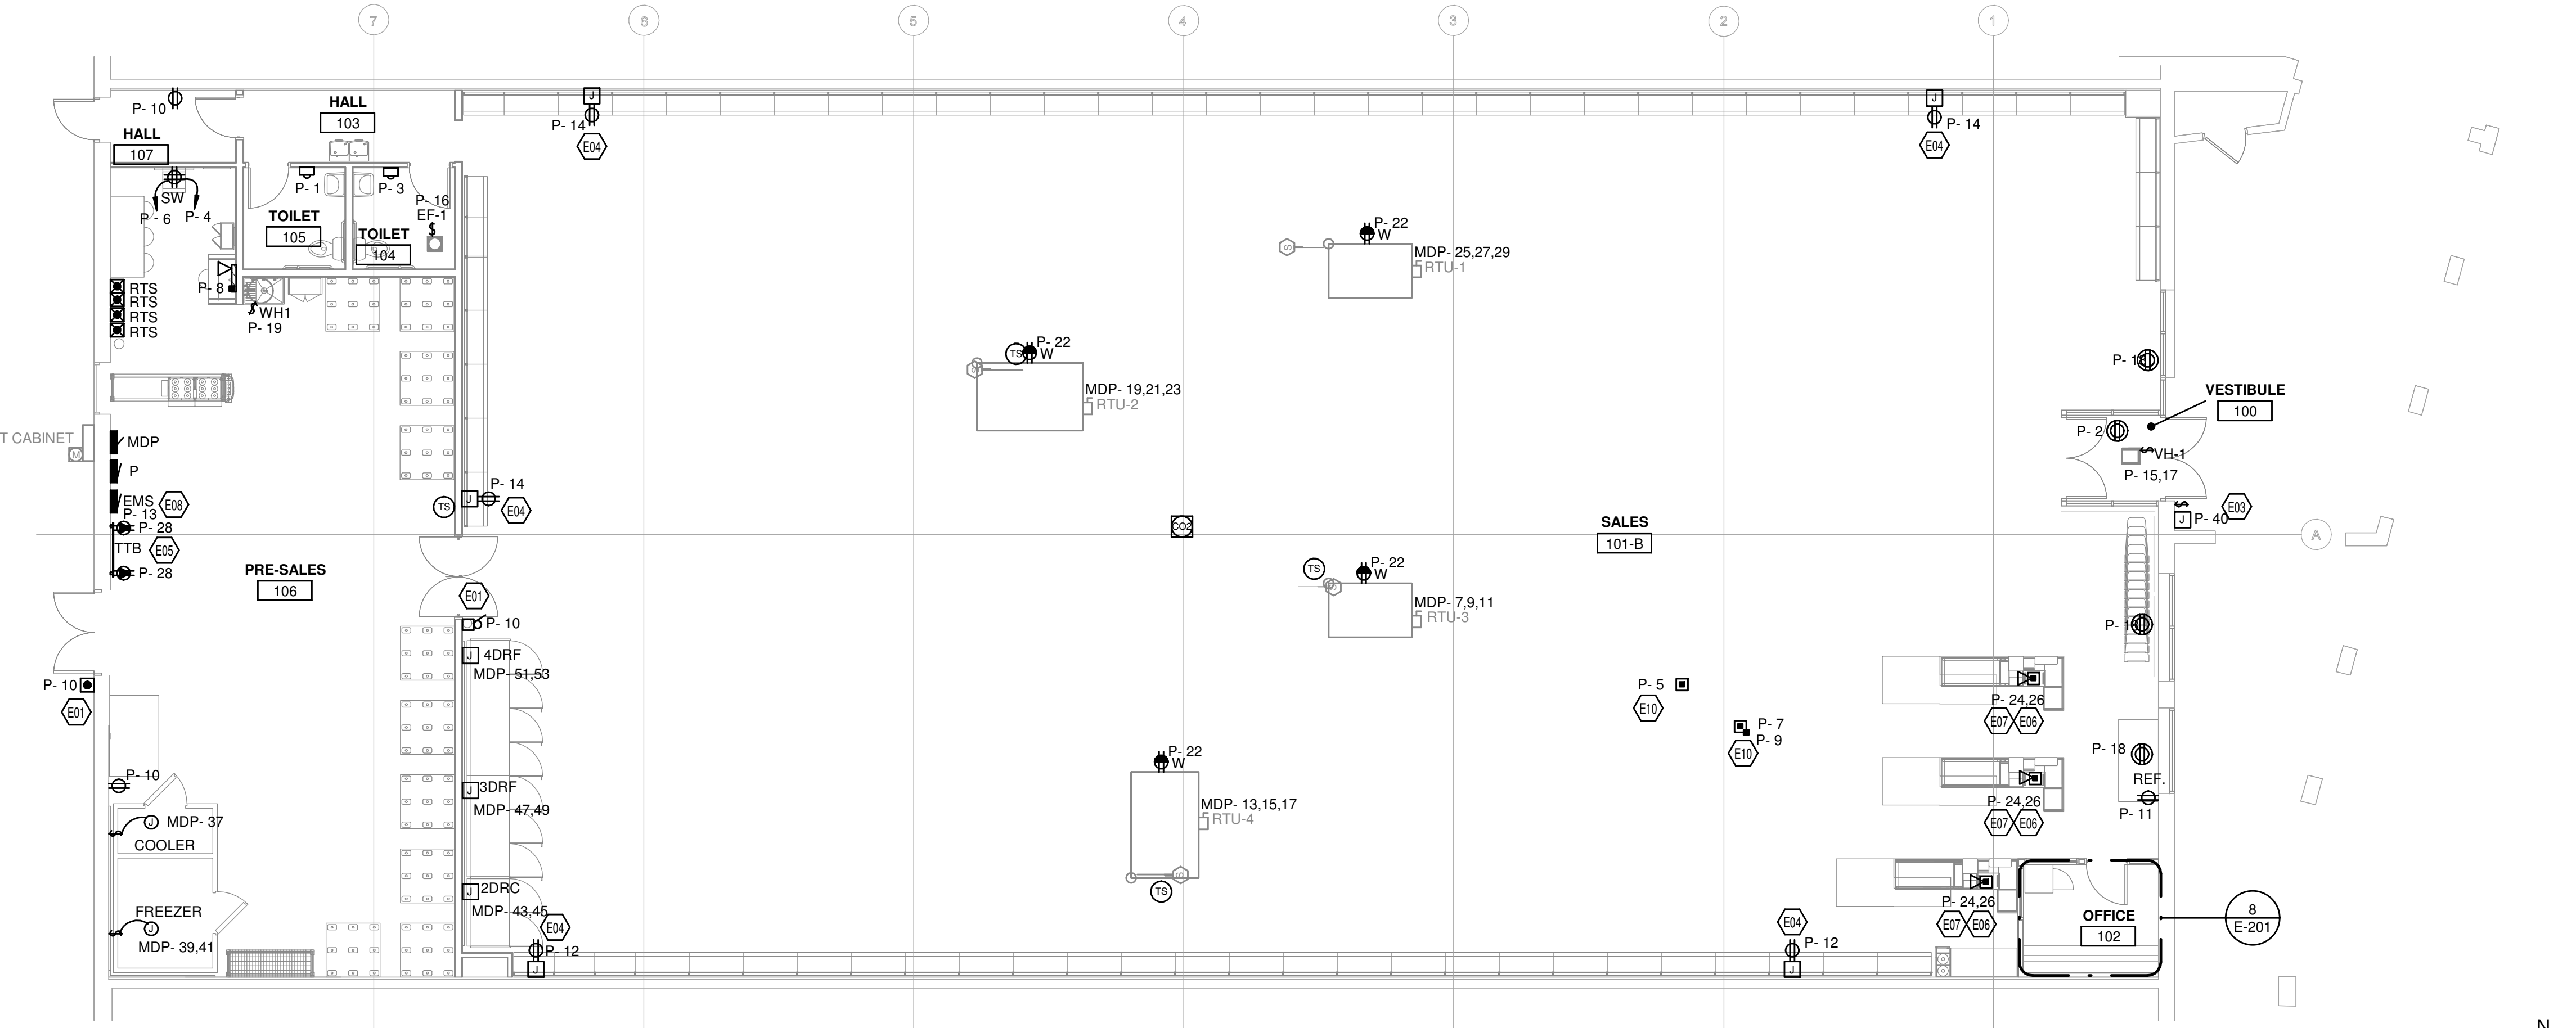 7 6 5 4 3 2 1
P- 10
HALL
103
J
P- 14
E04
J
P- 14
E04
HALL
107
SW
P - 6 P- 4
P- 1
P- 3
P- 16
EF-1
$
TOILET
105
TOILET
104
P- 8
WH1
P- 19
RTS
RTS
RTS
RTS
P- 22
W
MDP- 25,27,29
RTU-1
S
TS
P- 22
W
MDP- 19,21,23
RTU-2
S
VESTIBULE
100
P- 2
VH-1
P- 15,17
T CABINET
M
MDP
P
EMS E08
P- 13
P- 28
TTB E05
P- 28
TS
J
P- 14
E04
CO2
SALES
101-B
E03
J P- 40
A
PRE-SALES
106
E01
P- 10
TS
P- 22
W
MDP- 7,9,11
RTU-3
S
J 4DRF
MDP- 51,53
P- 10
E01
P- 5
E10
P- 7
P- 9
E10
P- 24,26
E07 E06
P- 18
REF.
P- 11
P- 10
J MDP- 37
COOLER
J 3DRF
MDP- 47,49
P- 22
W
MDP- 13,15,17
RTU-4
S
TS
P- 24,26
E07 E06
J 2DRC
MDP- 43,45
FREEZER
J
MDP- 39,41
E04
P- 12
J
E04
P- 12
J
P- 24,26
E07 E06
OFFICE
102
8
E-201
N